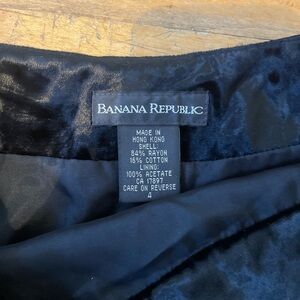 BANANA REPUBLIC
MADE IN
HONG KONG
SHELL:
84% RAYON
16% COTTON
LINING:
100% ACETATE
CA 17697
CARE ON REVERSE
4